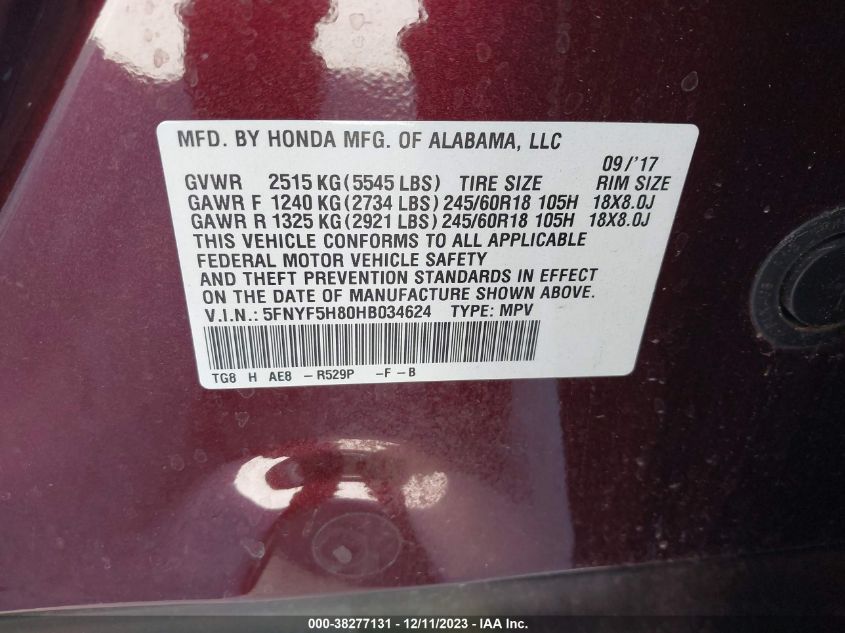 MFD. BY HONDA MFG. OF ALABAMA, LLC
09/'17
GVWR 2515 KG (5545 LBS) TIRE SIZE RIM SIZE
GAWR F 1240 KG (2734 LBS) 245/60R18 105H 18X8.0J
GAWR R 1325 KG (2921 LBS) 245/60R18 105H 18X8.0J
THIS VEHICLE CONFORMS TO ALL APPLICABLE
FEDERAL MOTOR VEHICLE SAFETY
AND THEFT PREVENTION STANDARDS IN EFFECT
ON THE DATE OF MANUFACTURE SHOWN ABOVE.
V.I.N.: 5FNYF5H80HB034624 TYPE: MPV
TG8 H AE8 -R529P -F-B
000-38277131 - 12/11/2023 - Copyright © 2023 IAA, Inc.